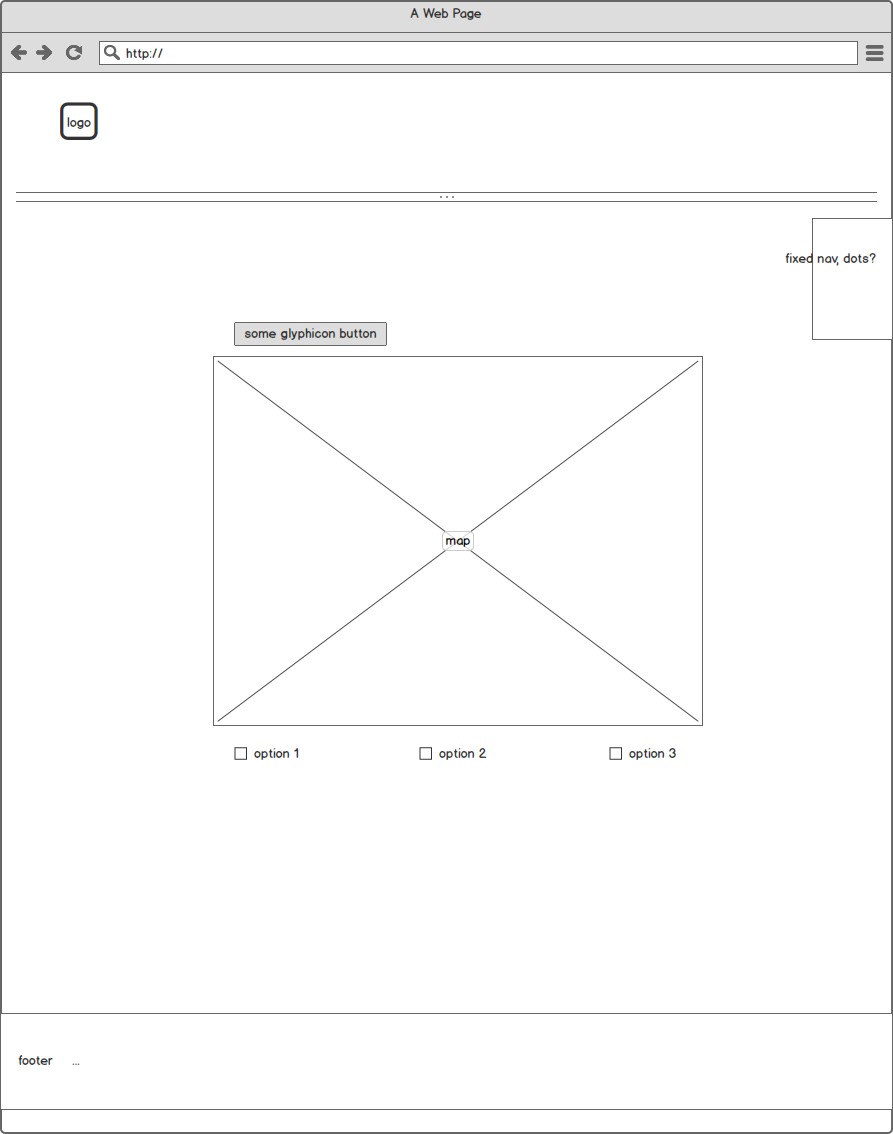 A Web Page
http://
logo
...
fixed nav, dots?
some glyphicon button
map
option 1
option 2
option 3
footer ...